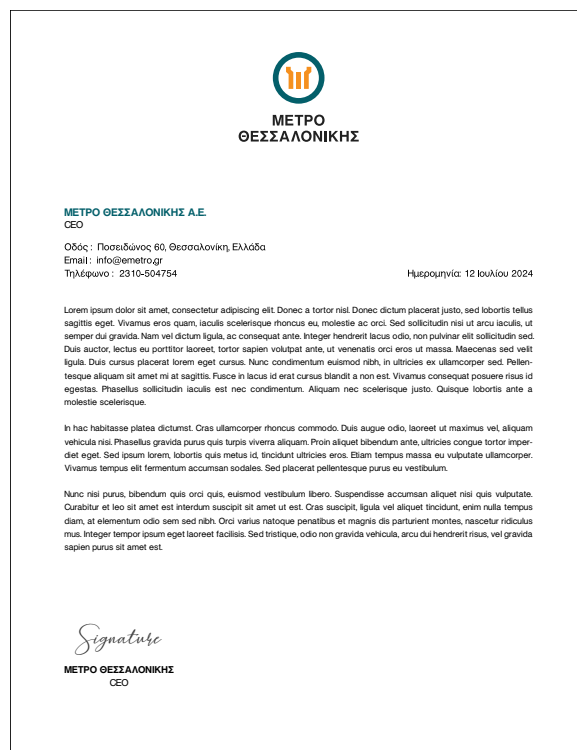 ΜΕΤΡΟ
ΘΕΣΣΑΛΟΝΙΚΗΣ
ΜΕΤΡΟ ΘΕΣΣΑΛΟΝΙΚΗΣ Α.Ε.
CEO
Οδός : Ποσειδώνος 60, Θεσσαλονίκη, Ελλάδα
Email : info@emetro.gr
Τηλέφωνο : 2310-504754
Ημερομηνία: 12 Ιουλίου 2024
Lorem ipsum dolor sit amet, consectetur adipiscing elit. Donec a tortor nisl. Donec dictum placerat justo, sed lobortis tellus
sagittis eget. Vivamus eros quam, iaculis scelerisque rhoncus eu, molestie ac orci. Sed sollicitudin nisi ut arcu iaculis, ut
semper dui gravida. Nam vel dictum ligula, ac consequat ante. Integer hendrerit lacus odio, non pulvinar elit sollicitudin sed.
Duis auctor, lectus eu porttitor laoreet, tortor sapien volutpat ante, ut venenatis orci eros ut massa. Maecenas sed velit
ligula. Duis cursus placerat lorem eget cursus. Nunc condimentum euismod nibh, in ultricies ex ullamcorper sed. Pellen-
tesque aliquam sit amet mi at sagittis. Fusce in lacus id erat cursus blandit a non est. Vivamus consequat posuere risus id
egestas. Phasellus sollicitudin iaculis est nec condimentum. Aliquam nec scelerisque justo. Quisque lobortis ante a
molestie scelerisque.
In hac habitasse platea dictumst. Cras ullamcorper rhoncus commodo. Duis augue odio, laoreet ut maximus vel, aliquam
vehicula nisi. Phasellus gravida purus quis turpis viverra aliquam. Proin aliquet bibendum ante, ultricies congue tortor imper-
diet eget. Sed ipsum lorem, lobortis quis metus id, tincidunt ultricies eros. Etiam tempus massa eu vulputate ullamcorper.
Vivamus tempus elit fermentum accumsan sodales. Sed placerat pellentesque purus eu vestibulum.
Nunc nisi purus, bibendum quis orci quis, euismod vestibulum libero. Suspendisse accumsan aliquet nisi quis vulputate.
Curabitur et leo sit amet est interdum suscipit sit amet ut est. Cras suscipit, ligula vel aliquet tincidunt, enim nulla tempus
diam, at elementum odio sem sed nibh. Orci varius natoque penatibus et magnis dis parturient montes, nascetur ridiculus
mus. Integer tempor ipsum eget laoreet facilisis. Sed tristique, odio non gravida vehicula, arcu dui hendrerit risus, vel gravida
sapien purus sit amet est.
Signature
ΜΕΤΡΟ ΘΕΣΣΑΛΟΝΙΚΗΣ
CEO